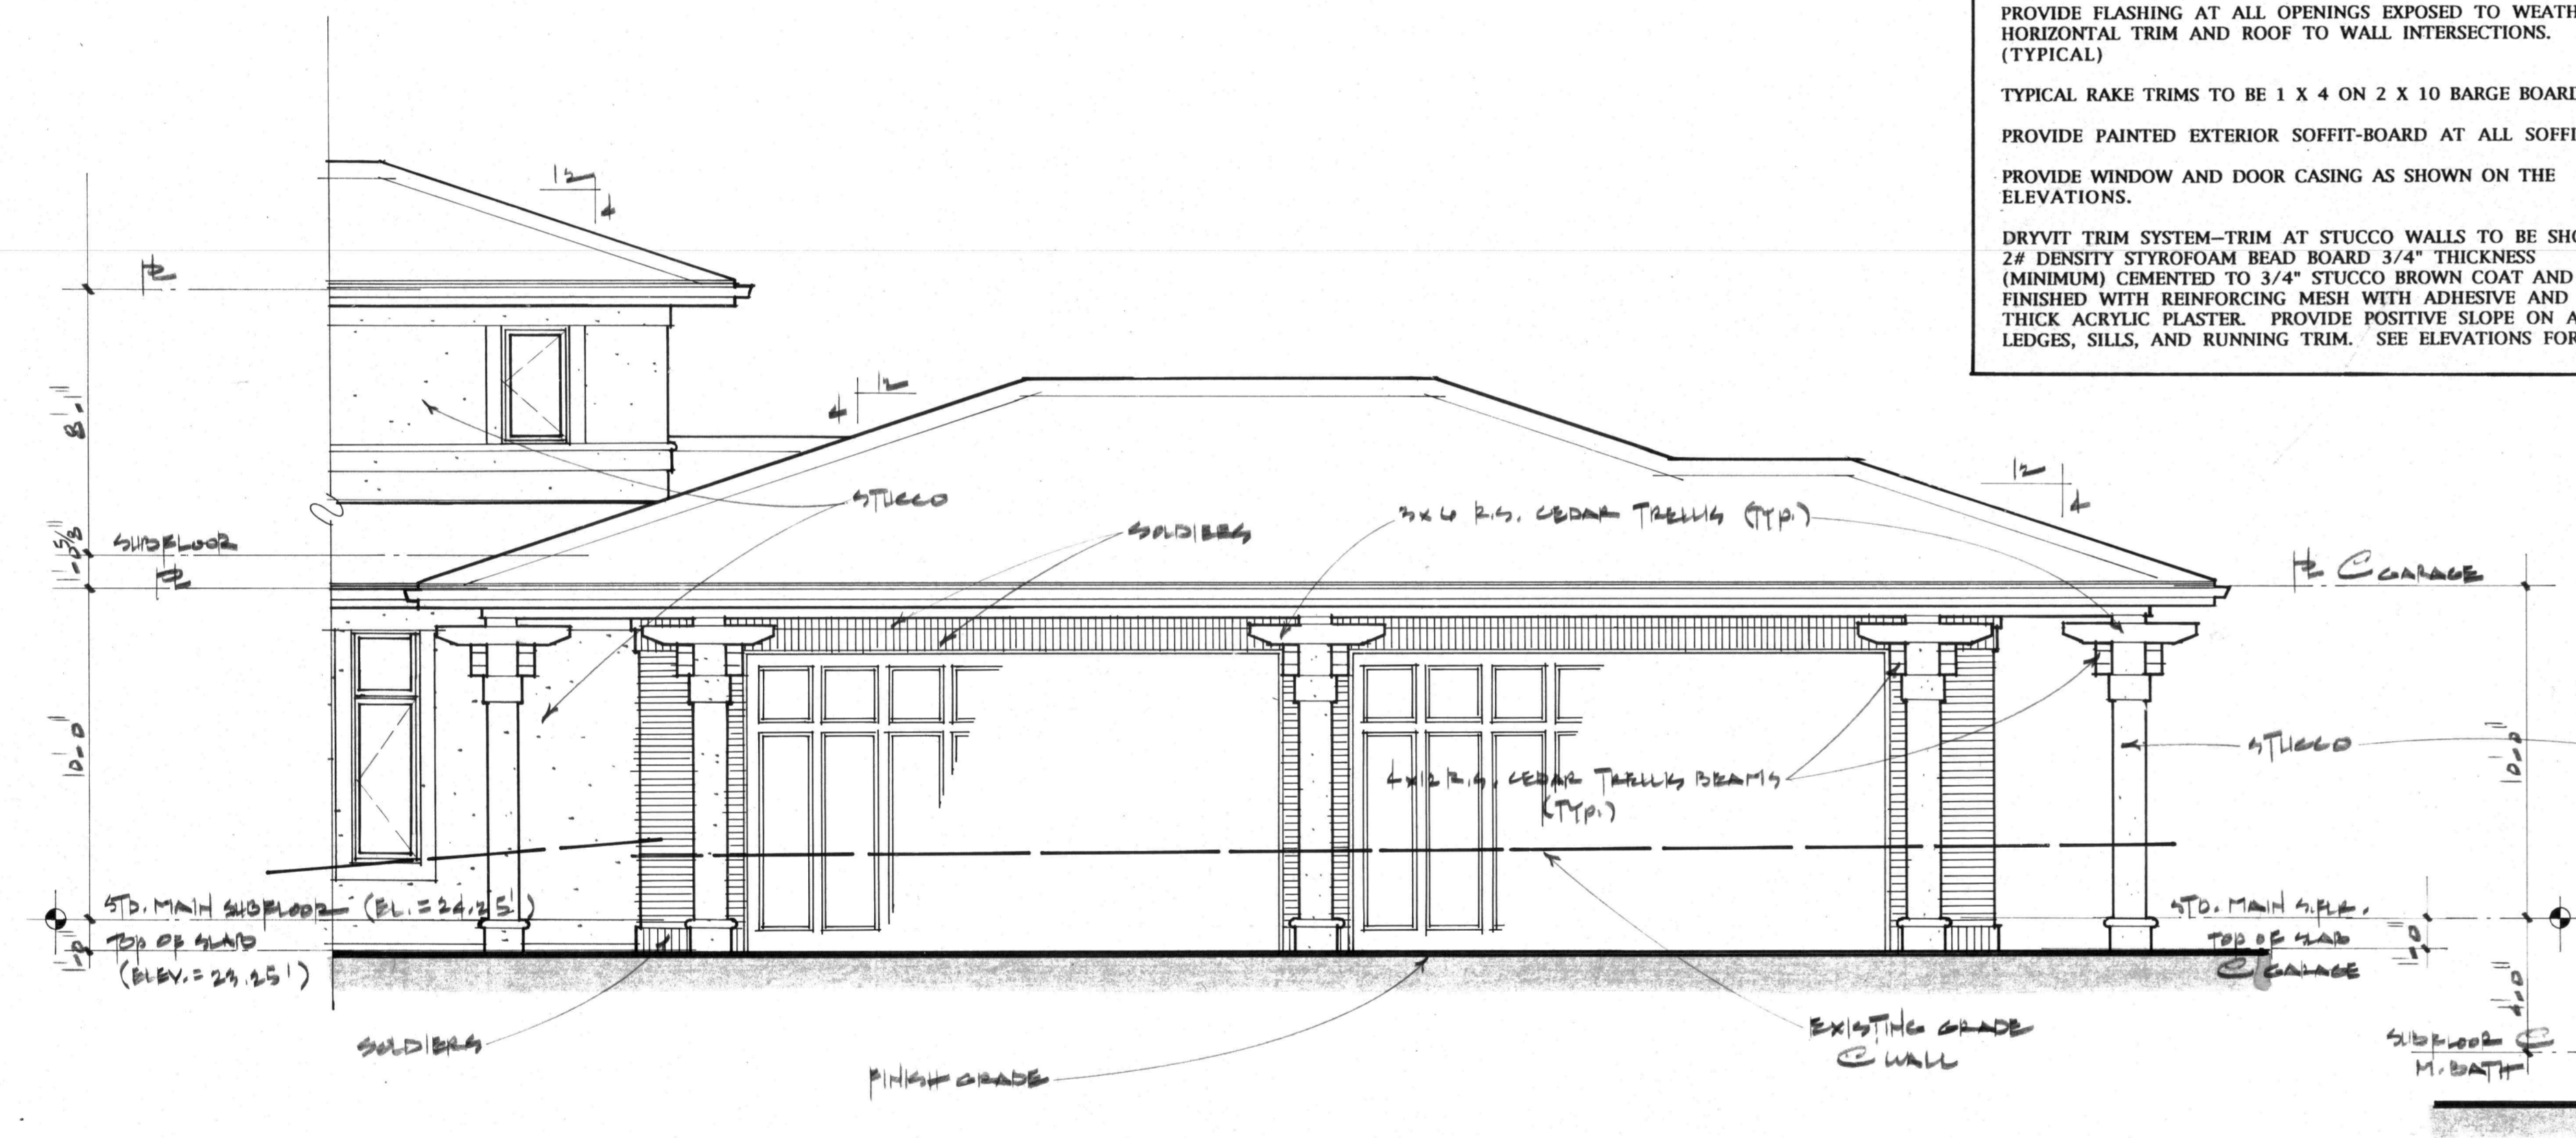 PROVIDE FLASHING AT ALL OPENINGS EXPOSED TO WEATH
HORIZONTAL TRIM AND ROOF TO WALL INTERSECTIONS.
(TYPICAL)
TYPICAL RAKE TRIMS TO BE 1 X 4 ON 2 X 10 BARGE BOARD
PROVIDE PAINTED EXTERIOR SOFFIT-BOARD AT ALL SOFFI
PROVIDE WINDOW AND DOOR CASING AS SHOWN ON THE
ELEVATIONS.
DRYVIT TRIM SYSTEM—TRIM AT STUCCO WALLS TO BE SHO
2# DENSITY STYROFOAM BEAD BOARD 3/4" THICKNESS
(MINIMUM) CEMENTED TO 3/4" STUCCO BROWN COAT AND
FINISHED WITH REINFORCING MESH WITH ADHESIVE AND
THICK ACRYLIC PLASTER. PROVIDE POSITIVE SLOPE ON A
LEDGES, SILLS, AND RUNNING TRIM. SEE ELEVATIONS FOR
12
4
PL
8'-1"
12
4
STUCCO
SOLDIERS
3x6 R.S. CEDAR TRELLIS (TYP.)
12
4
SUBFLOOR
1'-0 5/8"
PL
PL @ GARAGE
10'-0"
STUCCO
10'-0"
4x12 R.S. CEDAR TRELLIS BEAMS
(TYP.)
STD. MAIN SUBFLOOR (EL. = 24.25')
TOP OF SLAB
(ELEV. = 23.25')
1'-0"
STD. MAIN S.FLR.
TOP OF SLAB
@ GARAGE
1'-0"
4'-0"
SOLDIERS
FINISH GRADE
EXISTING GRADE
@ WALL
SUBFLOOR @
M. BATH